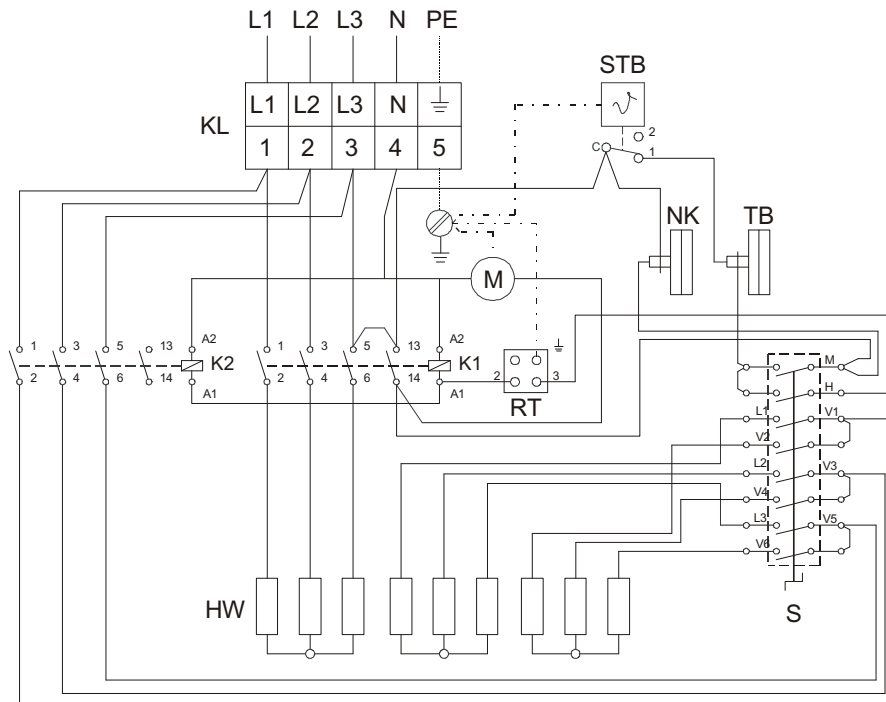 L1 L2 L3 N PE
STB
L1 L2 L3 N
KL
1 2 3 4 5
2
C 1
NK TB
M
1 3 5 13 A2 K2 1 3 5 13 A2 K1
2 4 6 14 A1 2 4 6 14 A1
2 3
RT
M
H
L1 V1
V2
L2 V3
V4
L3 V5
V6
HW
S